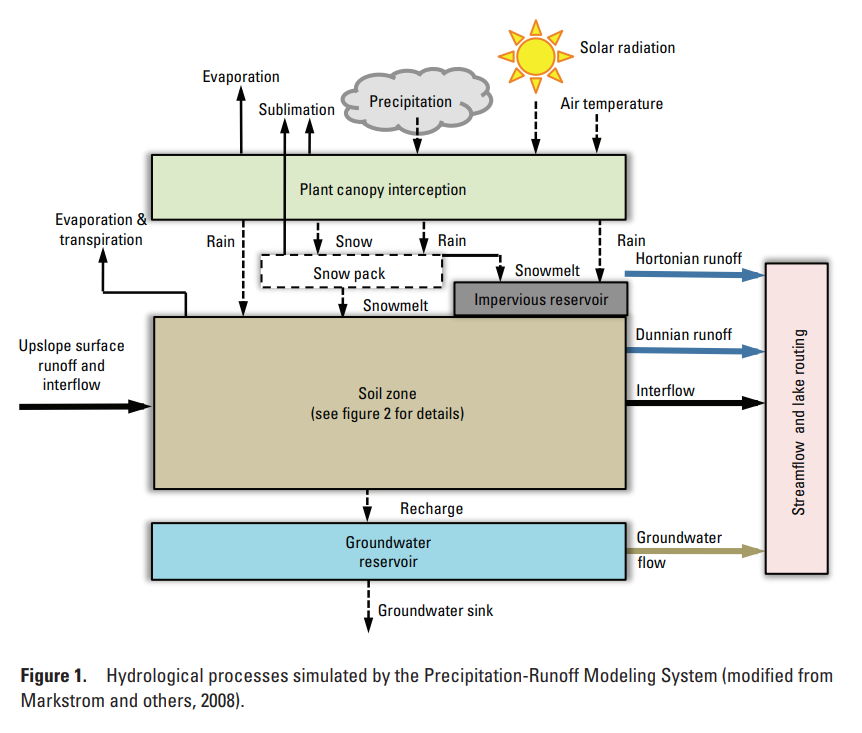 Solar radiation
Evaporation
Sublimation
Precipitation
Air temperature
Plant canopy interception
Evaporation &
transpiration
Rain
Snow
Rain
Rain
Snow pack
Snowmelt
Snowmelt
Impervious reservoir
Hortonian runoff
Dunnian runoff
Upslope surface
runoff and
interflow
Interflow
Soil zone
(see figure 2 for details)
Streamflow and lake routing
Recharge
Groundwater
reservoir
Groundwater
flow
Groundwater sink
Figure 1. Hydrological processes simulated by the Precipitation-Runoff Modeling System (modified from
Markstrom and others, 2008).